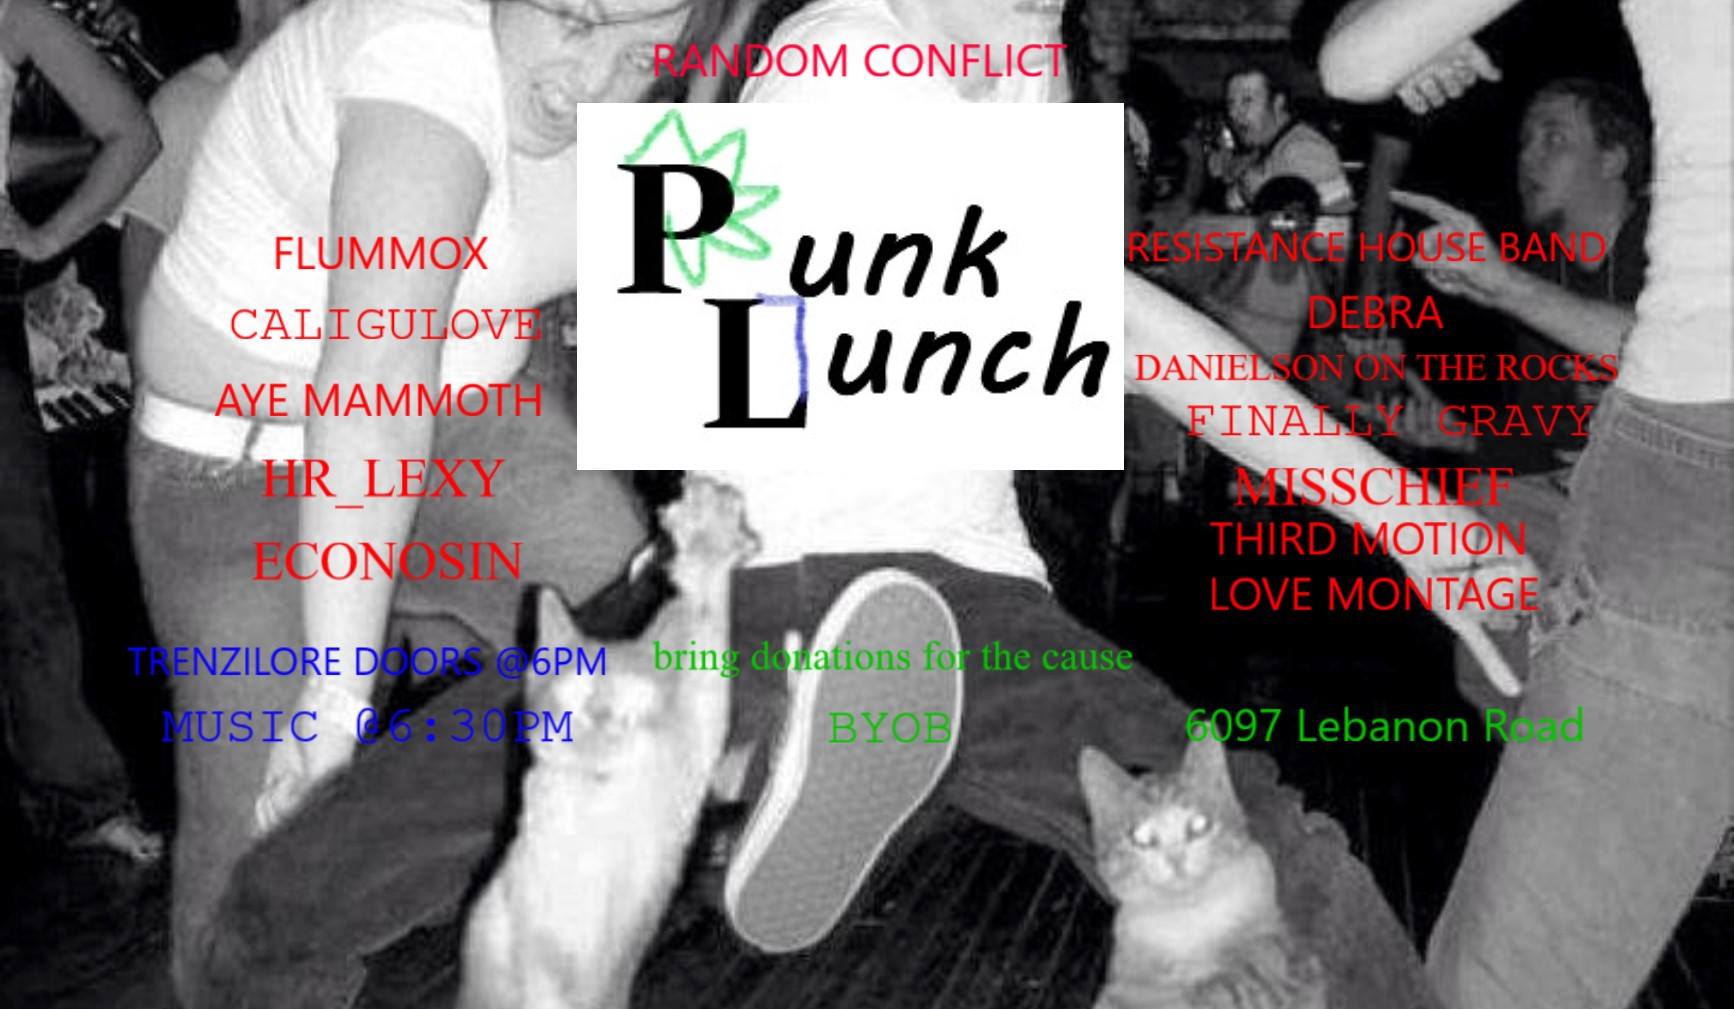 RANDOM CONFLICT
Punk
Lunch
FLUMMOX
CALIGULOVE
AYE MAMMOTH
HR_LEXY
ECONOSIN
RESISTANCE HOUSE BAND
DEBRA
DANIELSON ON THE ROCKS
FINALLY GRAVY
MISSCHIEF
THIRD MOTION
LOVE MONTAGE
TRENZILORE DOORS @6PM
MUSIC @6:30PM
bring donations for the cause
BYOB
6097 Lebanon Road